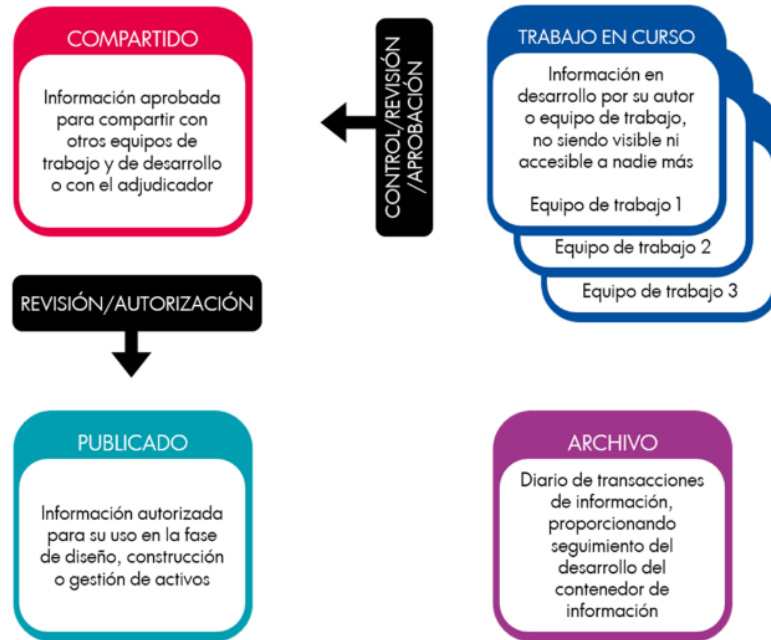 COMPARTIDO
Información aprobada
para compartir con
otros equipos de
trabajo y de desarrollo
o con el adjudicador
CONTROL/REVISIÓN
/APROBACIÓN
TRABAJO EN CURSO
Información en
desarrollo por su autor
o equipo de trabajo,
no siendo visible ni
accesible a nadie más
Equipo de trabajo 1
Equipo de trabajo 2
Equipo de trabajo 3
REVISIÓN/AUTORIZACIÓN
PUBLICADO
Información autorizada
para su uso en la fase
de diseño, construcción
o gestión de activos
ARCHIVO
Diario de transacciones
de información,
proporcionando
seguimiento del
desarrollo del
contenedor de
información